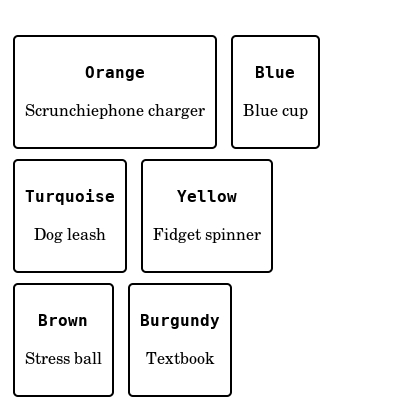 Orange
Scrunchiephone charger
Blue
Blue cup
Turquoise
Dog leash
Yellow
Fidget spinner
Brown
Stress ball
Burgundy
Textbook